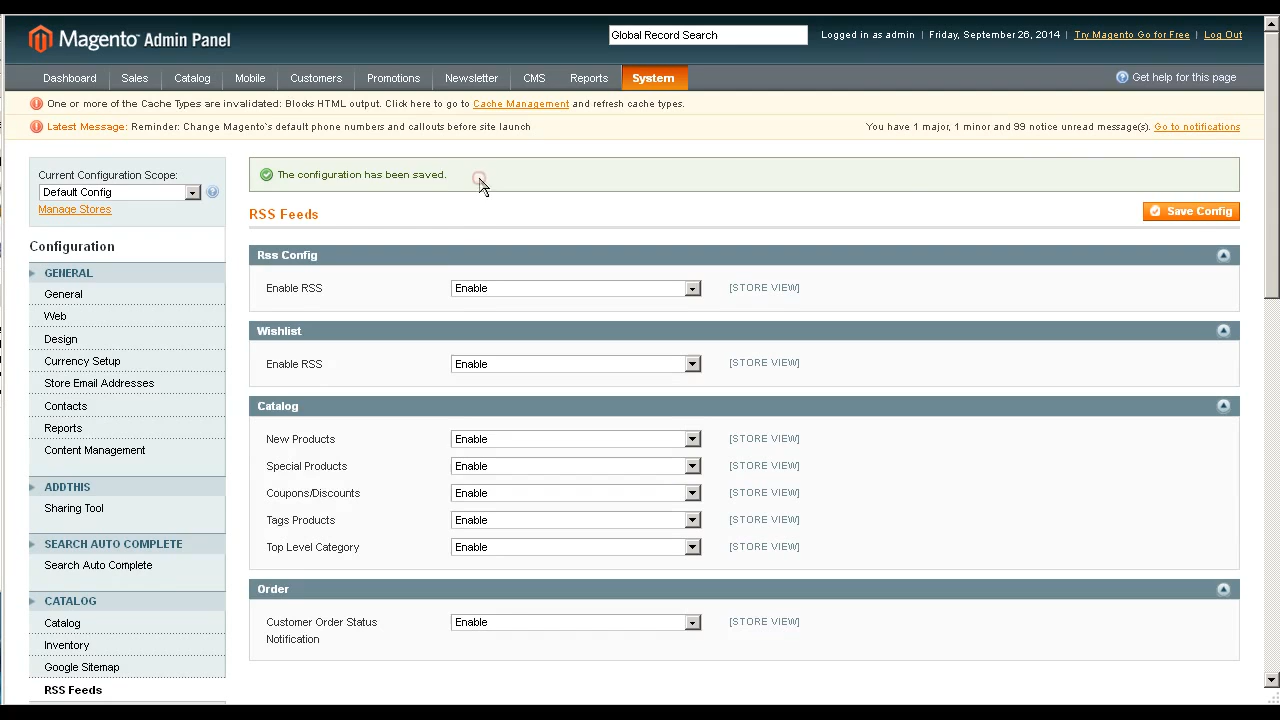 Magento Admin Panel
Global Record Search
Logged in as admin | Friday, September 26, 2014 | Try Magento Go for Free | Log Out
Dashboard Sales Catalog Mobile Customers Promotions Newsletter CMS Reports System
Get help for this page
One or more of the Cache Types are invalidated: Blocks HTML output. Click here to go to Cache Management and refresh cache types.
Latest Message: Reminder: Change Magento`s default phone numbers and callouts before site launch
You have 1 major, 1 minor and 99 notice unread message(s). Go to notifications
Current Configuration Scope:
Default Config
Manage Stores
Configuration
GENERAL
General
Web
Design
Currency Setup
Store Email Addresses
Contacts
Reports
Content Management
ADDTHIS
Sharing Tool
SEARCH AUTO COMPLETE
Search Auto Complete
CATALOG
Catalog
Inventory
Google Sitemap
RSS Feeds
The configuration has been saved.
RSS Feeds
Save Config
Rss Config
Enable RSS Enable [STORE VIEW]
Wishlist
Enable RSS Enable [STORE VIEW]
Catalog
New Products Enable [STORE VIEW]
Special Products Enable [STORE VIEW]
Coupons/Discounts Enable [STORE VIEW]
Tags Products Enable [STORE VIEW]
Top Level Category Enable [STORE VIEW]
Order
Customer Order Status Enable [STORE VIEW]
Notification